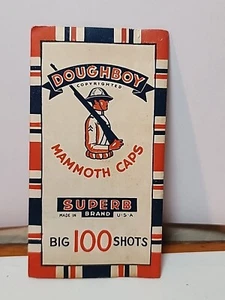 DOUGHBOY
COPYRIGHTED
MAMMOTH CAPS
SUPERB
MADE IN BRAND U·S·A
BIG 100 SHOTS